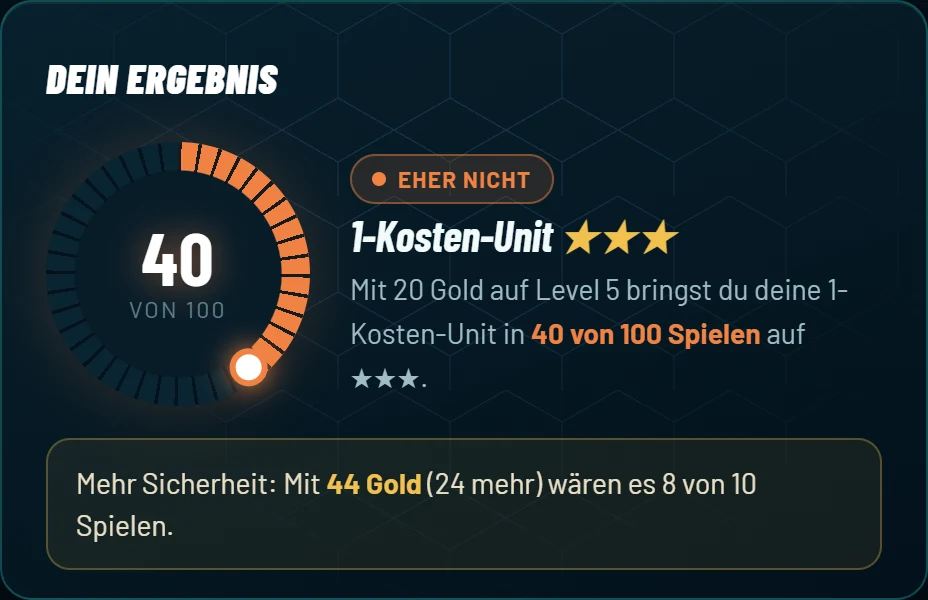 DEIN ERGEBNIS
40
VON 100
EHER NICHT
1-Kosten-Unit ★★★
Mit 20 Gold auf Level 5 bringst du deine 1-
Kosten-Unit in 40 von 100 Spielen auf
★★★.
Mehr Sicherheit: Mit 44 Gold (24 mehr) wären es 8 von 10
Spielen.